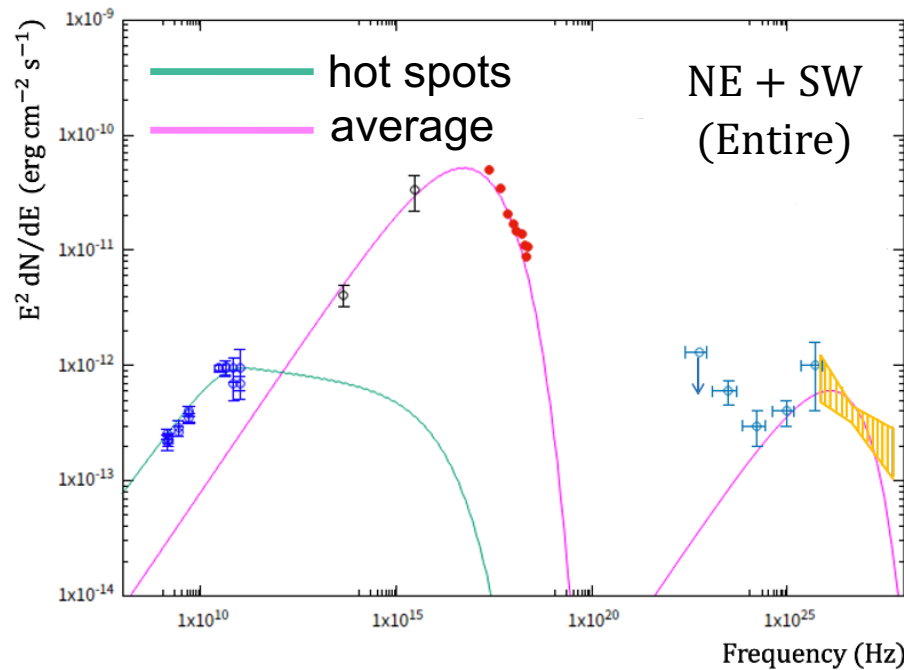 1x10⁻⁹
1x10⁻¹⁰
1x10⁻¹¹
1x10⁻¹²
1x10⁻¹³
1x10⁻¹⁴
E² dN/dE (erg cm⁻² s⁻¹)
hot spots
average
NE + SW
(Entire)
1x10¹⁰
1x10¹⁵
1x10²⁰
1x10²⁵
Frequency (Hz)